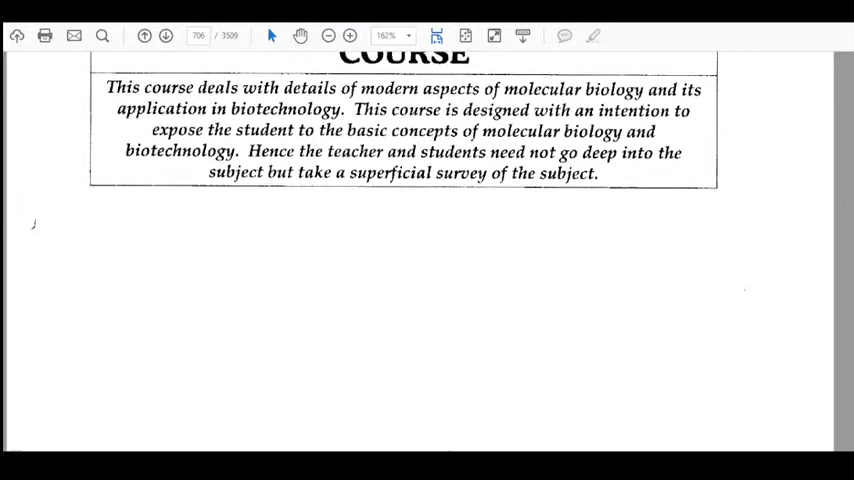 706 / 3509
162%
COURSE
This course deals with details of modern aspects of molecular biology and its
application in biotechnology. This course is designed with an intention to
expose the student to the basic concepts of molecular biology and
biotechnology. Hence the teacher and students need not go deep into the
subject but take a superficial survey of the subject.